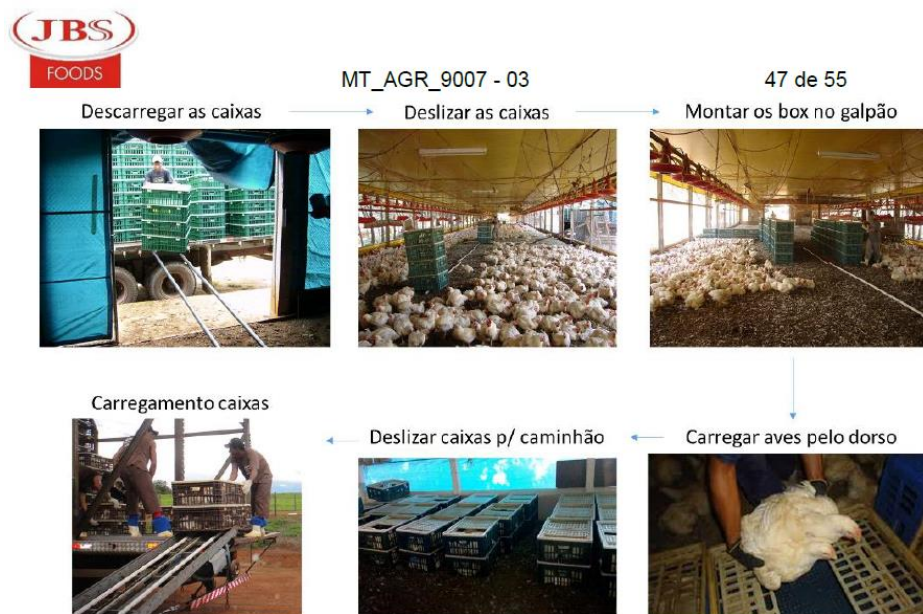 JBS
FOODS
MT_AGR_9007 - 03
47 de 55
Descarregar as caixas
Deslizar as caixas
Montar os box no galpão
Carregamento caixas
Deslizar caixas p/ caminhão
Carregar aves pelo dorso